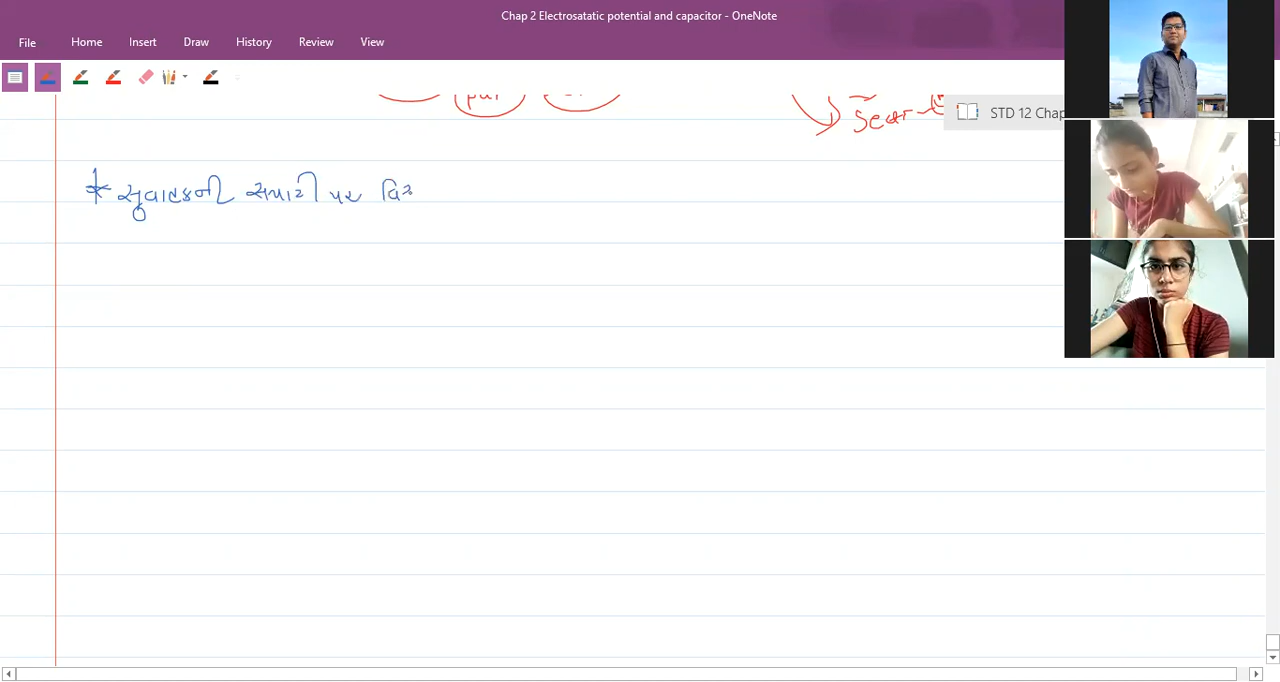 Chap 2 Electrosatatic potential and capacitor - OneNote
File Home Insert Draw History Review View
STD 12 Chap
* સુવાહકની સપાટી પર વિ